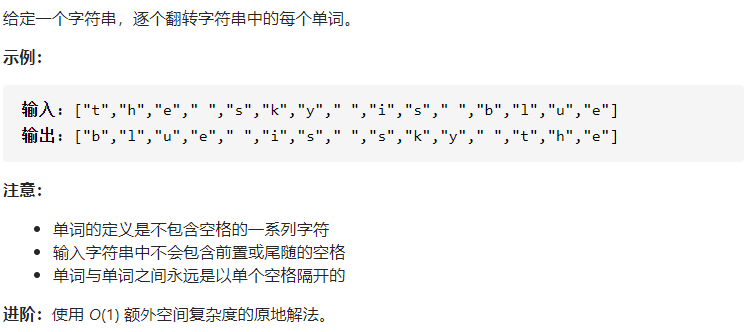 给定一个字符串，逐个翻转字符串中的每个单词。
示例：
输入：["t","h","e"," ","s","k","y"," ","i","s"," ","b","l","u","e"]
输出：["b","l","u","e"," ","i","s"," ","s","k","y"," ","t","h","e"]
注意：
• 单词的定义是不包含空格的一系列字符
• 输入字符串中不会包含前置或尾随的空格
• 单词与单词之间永远是以单个空格隔开的
进阶：使用 O(1) 额外空间复杂度的原地解法。